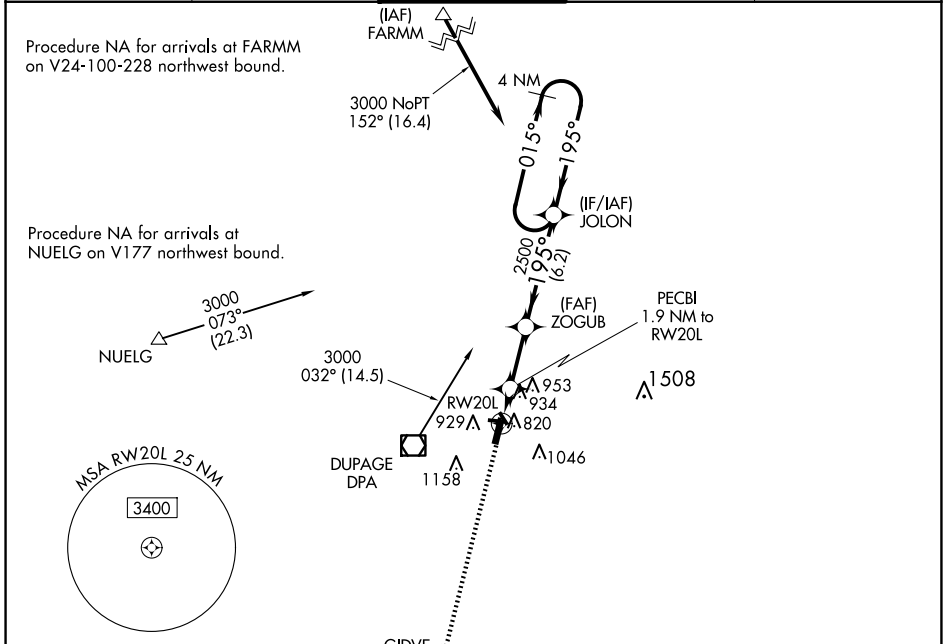 (IAF)
FARMM
Procedure NA for arrivals at FARMM
on V24-100-228 northwest bound.
3000 NoPT
152° (16.4)
4 NM
015°
195°
(IF/IAF)
JOLON
Procedure NA for arrivals at
NUELG on V177 northwest bound.
2500
195°
(6.2)
3000
073°
(22.3)
NUELG
(FAF)
ZOGUB
PECBI
1.9 NM to
RW20L
3000
032° (14.5)
953
1508
934
RW20L
929
820
DUPAGE
DPA
1158
1046
MSA RW20L 25 NM
3400